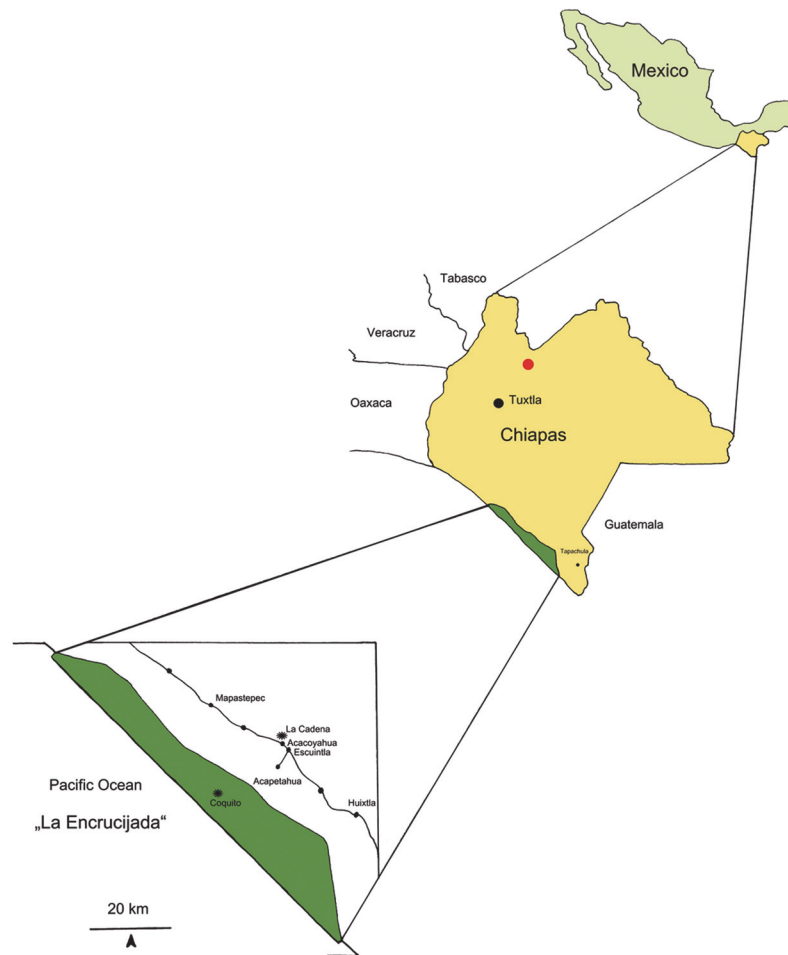 Mexico
Tabasco
Veracruz
Oaxaca
Tuxtla
Chiapas
Guatemala
Tapachula
Mapastepec
La Cadena
Acacoyahua
Escuintla
Acapetahua
Pacific Ocean
Coquito
Huixtla
„La Encrucijada“
20 km